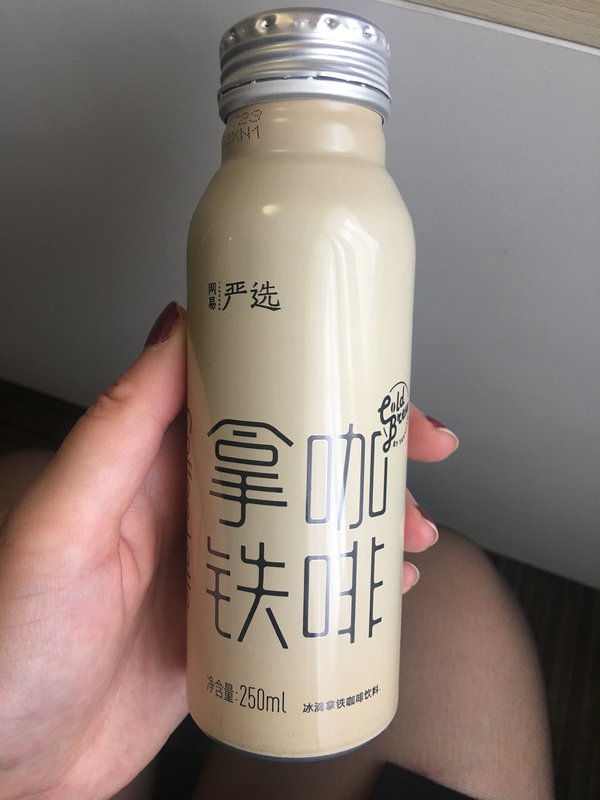 网易 严选
Cold
Brew
拿咖
铁啡
净含量:250ml
冰滴拿铁咖啡饮料